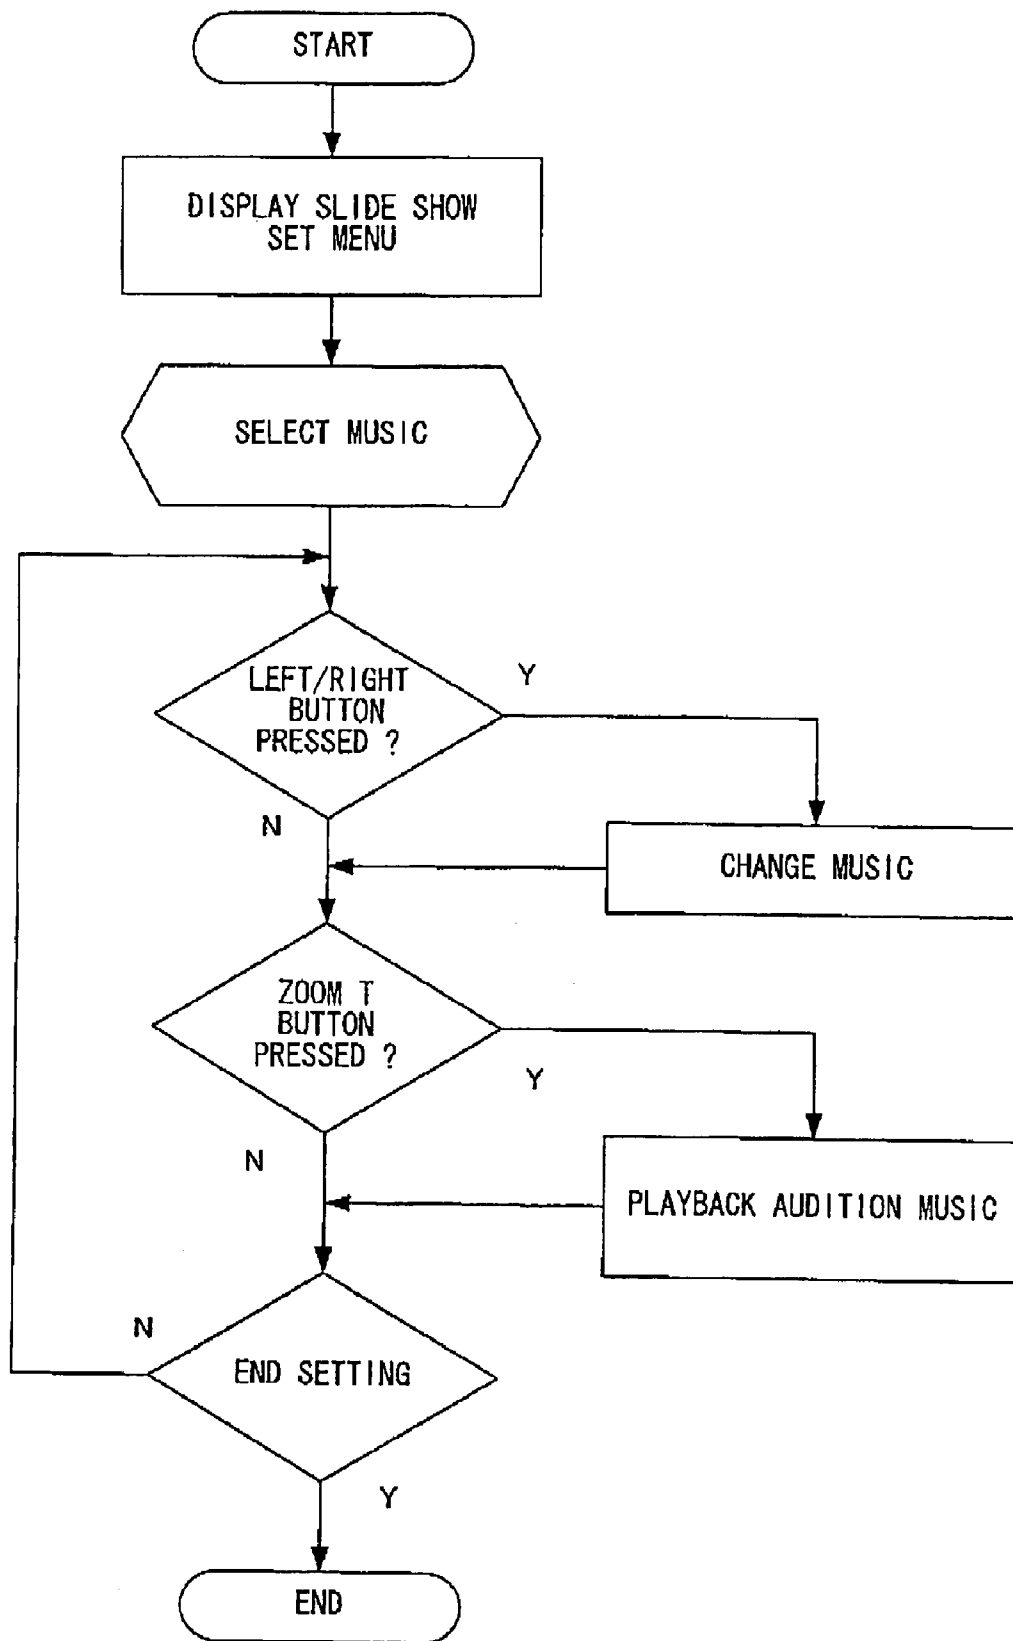 START
DISPLAY SLIDE SHOW
SET MENU
SELECT MUSIC
LEFT/RIGHT
BUTTON
PRESSED ?
Y
N
CHANGE MUSIC
ZOOM T
BUTTON
PRESSED ?
Y
N
PLAYBACK AUDITION MUSIC
N
END SETTING
Y
END